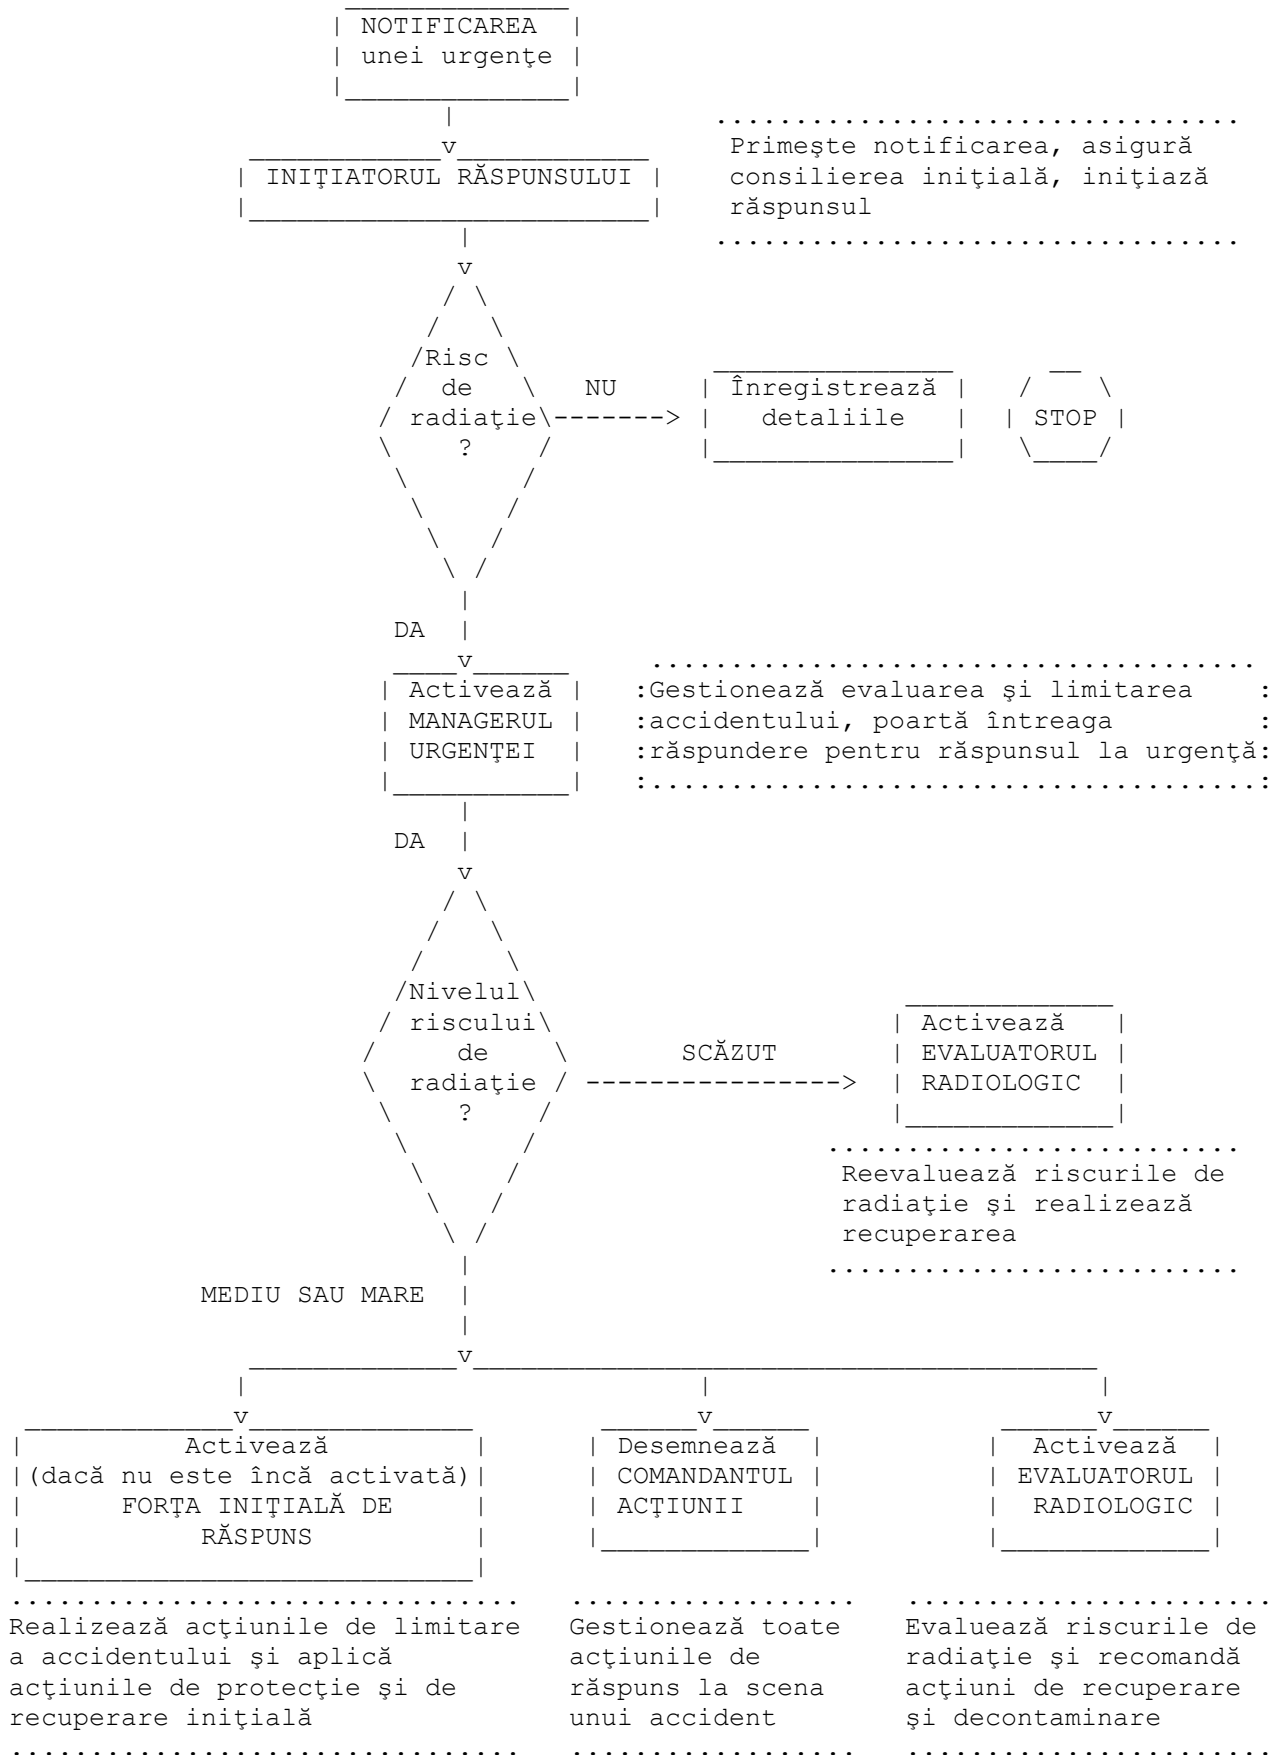 NOTIFICAREA
unei urgenţe
INIŢIATORUL RĂSPUNSULUI
Primeşte notificarea, asigură
consilierea iniţială, iniţiază
răspunsul
Risc
de
radiaţie
?
NU
Înregistrează
detaliile
STOP
DA
Activează
MANAGERUL
URGENŢEI
Gestionează evaluarea şi limitarea
accidentului, poartă întreaga
răspundere pentru răspunsul la urgenţă
DA
Nivelul
riscului
de
radiaţie
?
SCĂZUT
Activează
EVALUATORUL
RADIOLOGIC
Reevaluează riscurile de
radiaţie şi realizează
recuperarea
MEDIU SAU MARE
Activează
(dacă nu este încă activată)
FORŢA INIŢIALĂ DE
RĂSPUNS
Desemnează
COMANDANTUL
ACŢIUNII
Activează
EVALUATORUL
RADIOLOGIC
Realizează acţiunile de limitare
a accidentului şi aplică
acţiunile de protecţie şi de
recuperare iniţială
Gestionează toate
acţiunile de
răspuns la scena
unui accident
Evaluează riscurile de
radiaţie şi recomandă
acţiuni de recuperare
şi decontaminare